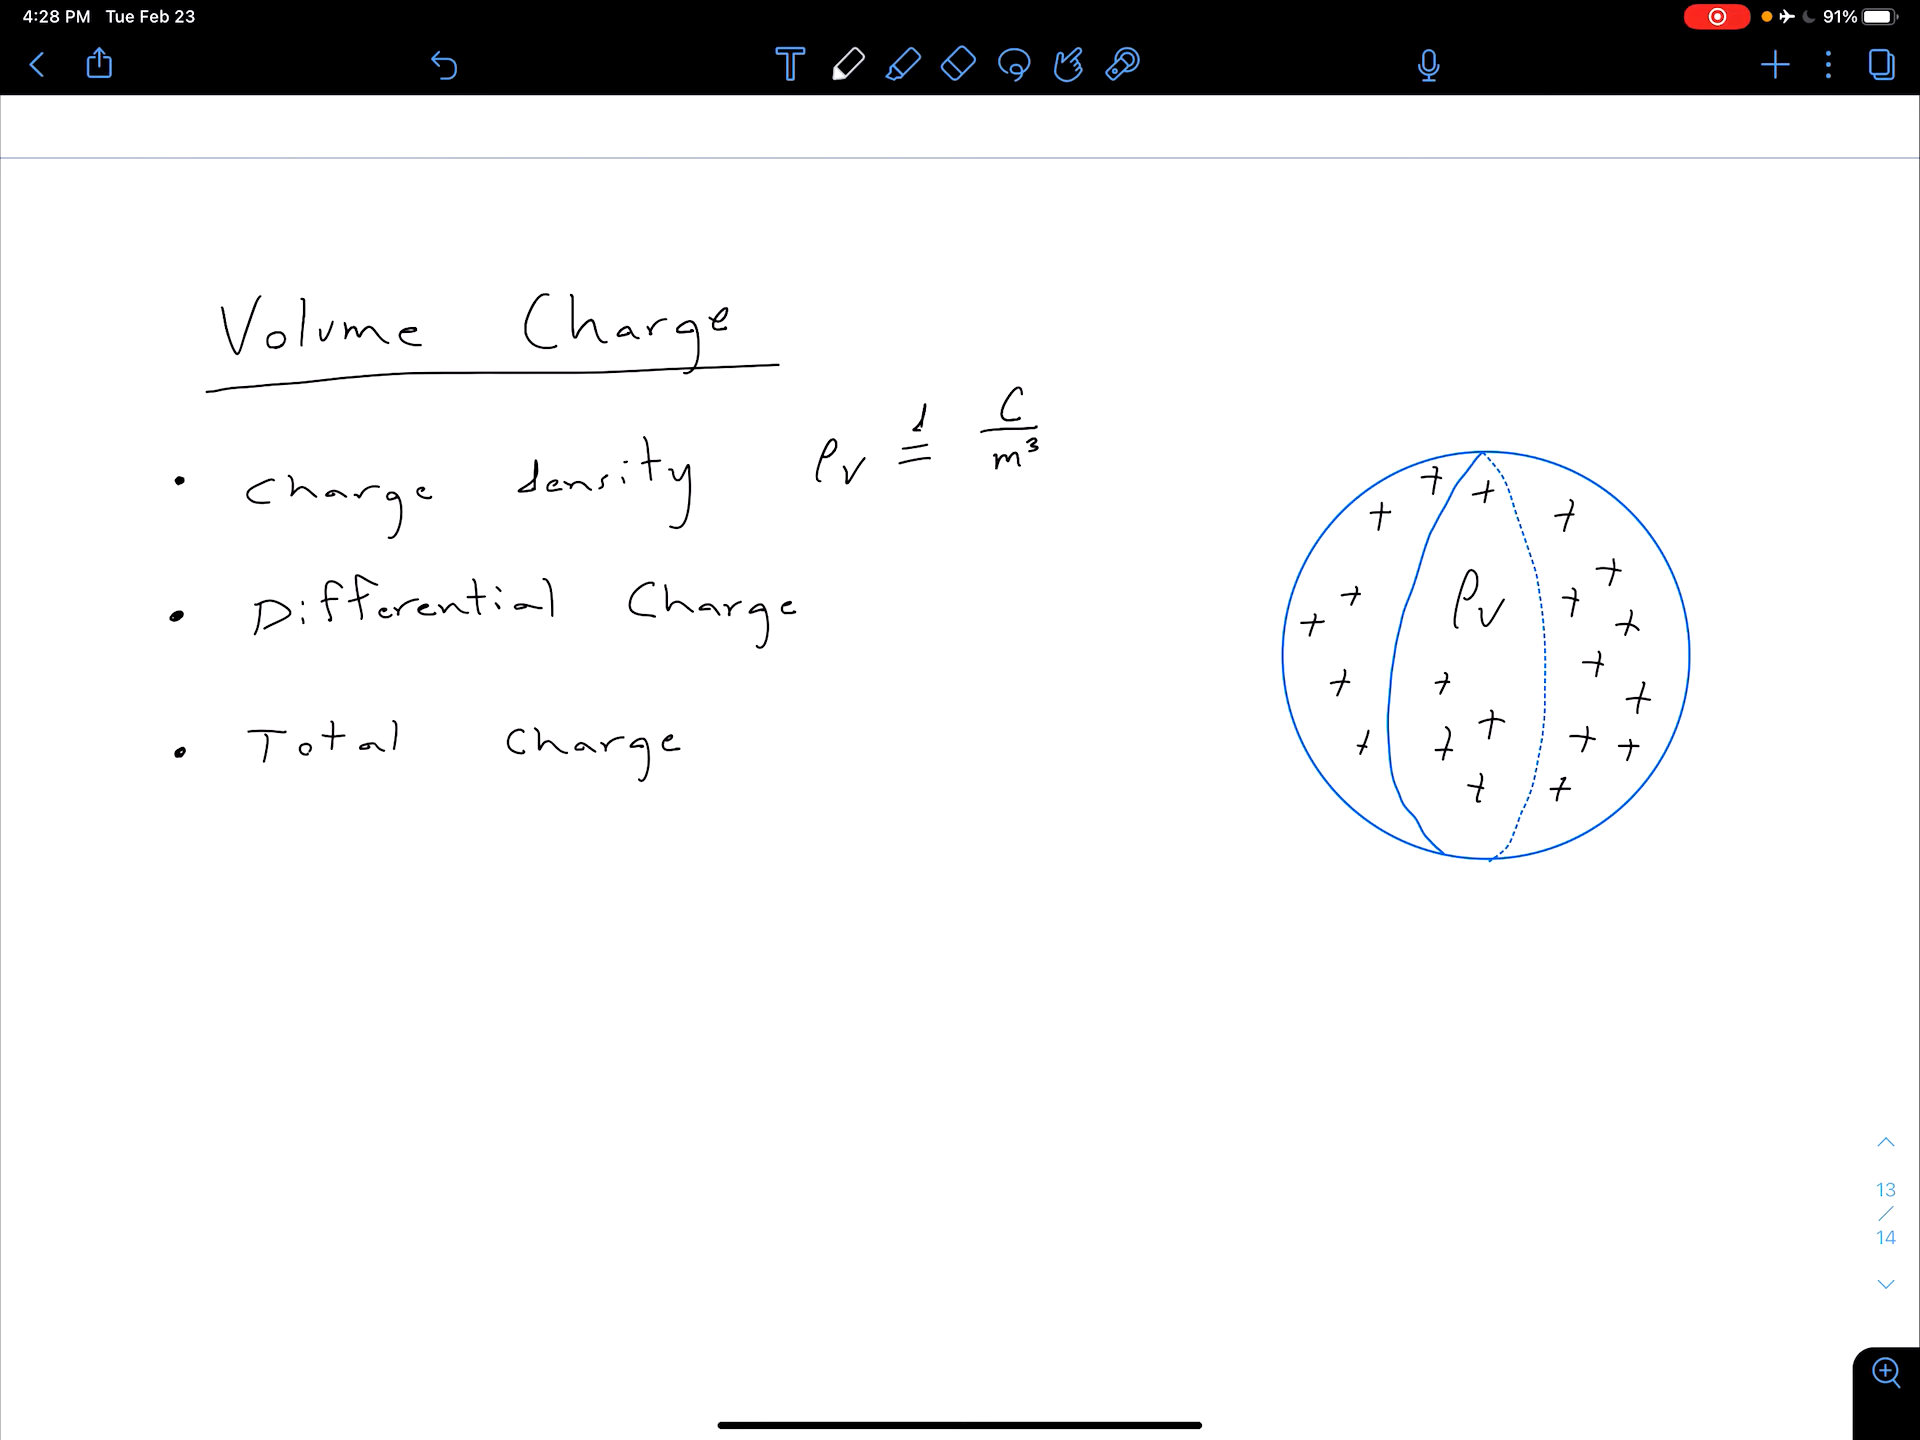 4:28 PM Tue Feb 23 91%
Volume Charge
• Charge density ρv ≟ C/m³
• Differential Charge
• Total Charge
+ + + +
+ ρv + +
+ + +
+ + + +
+ + + + +
+ +
13
/
14